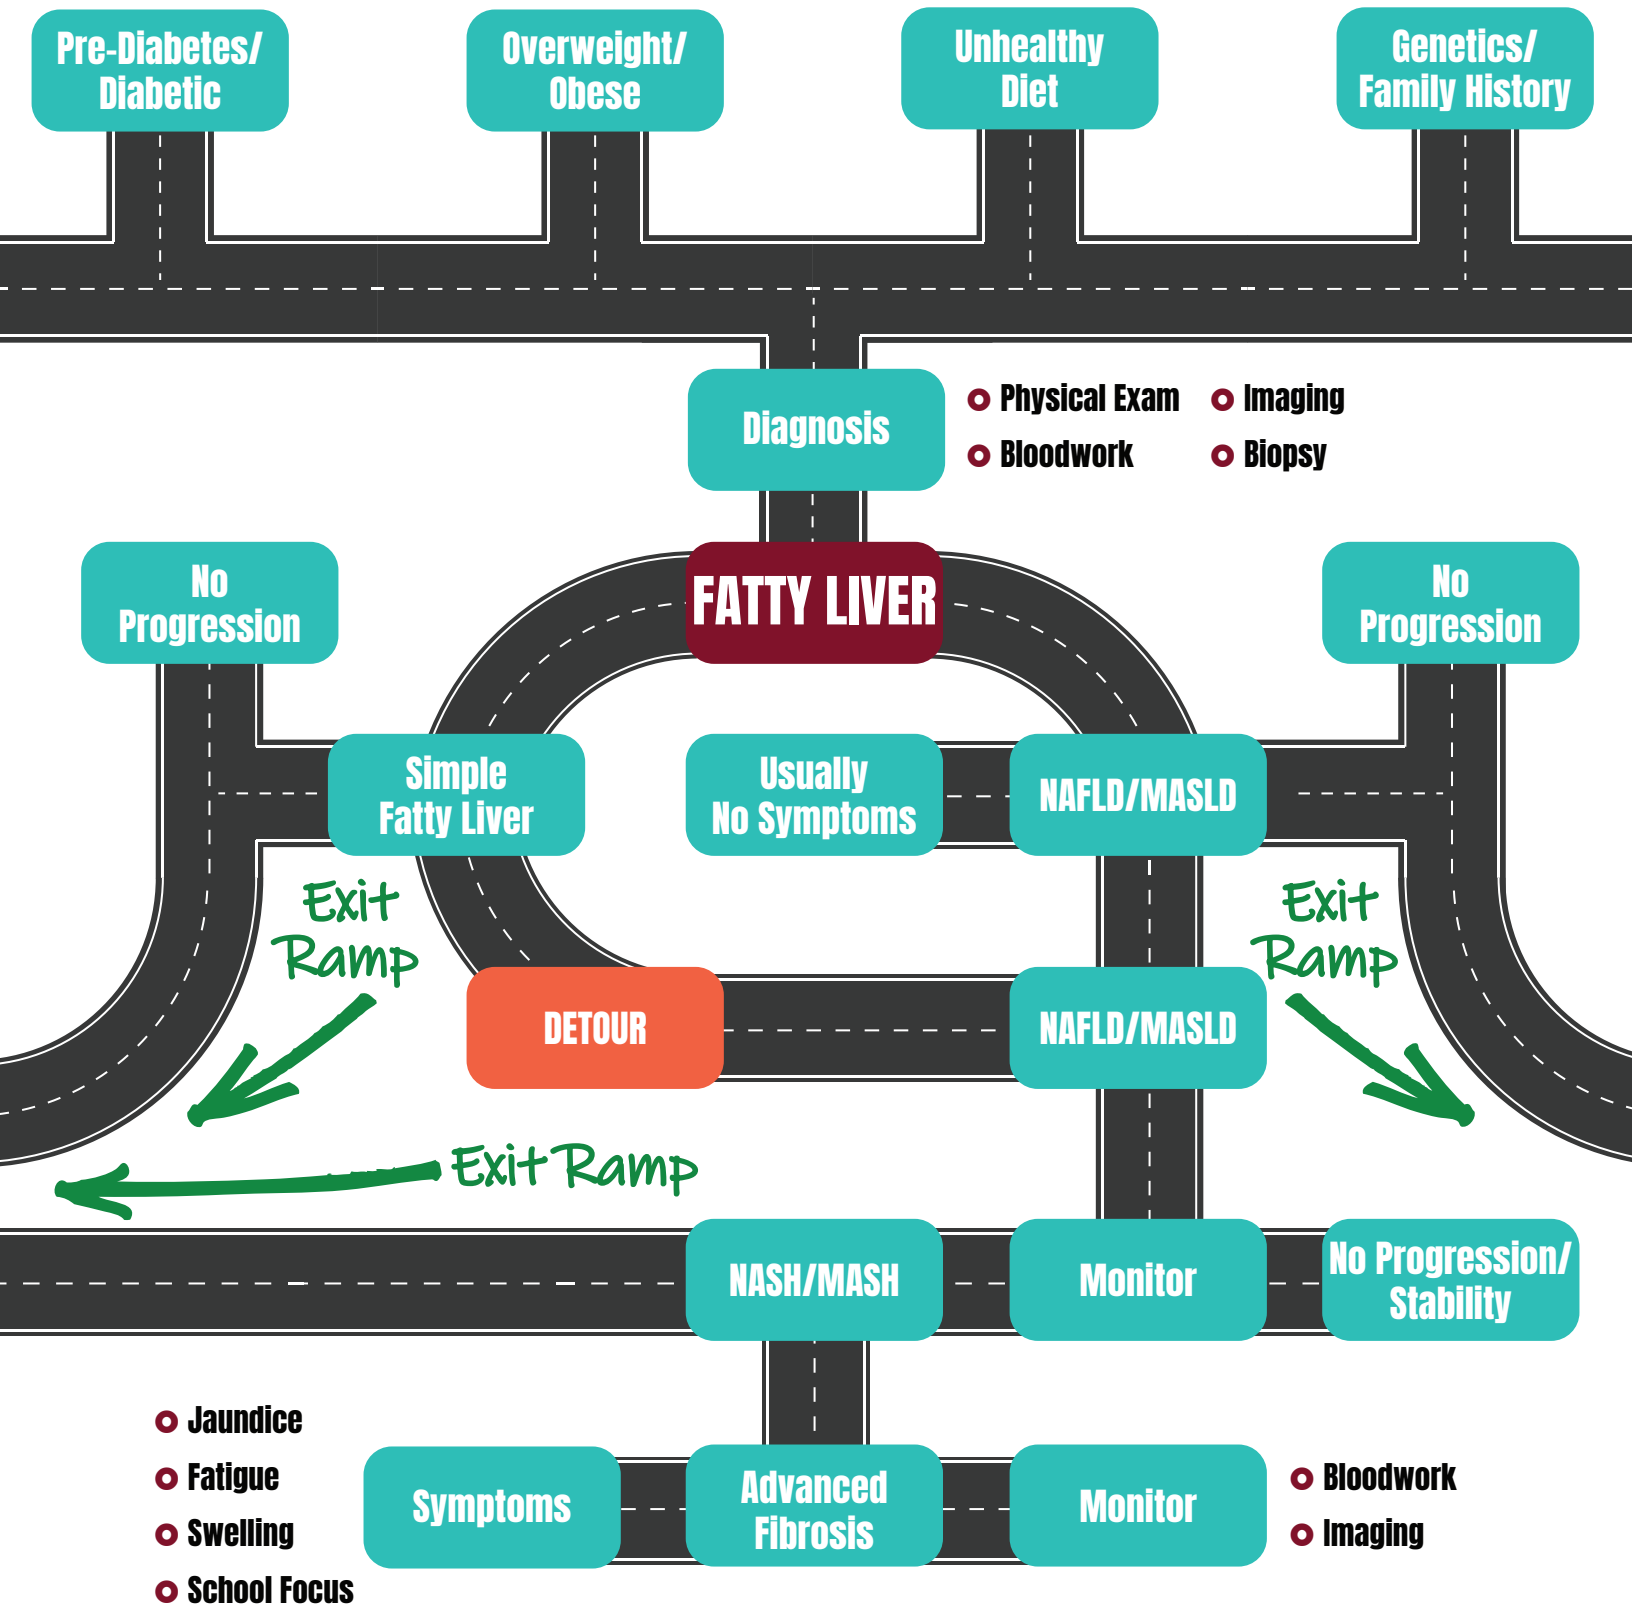 Pre-Diabetes/
Diabetic
Overweight/
Obese
Unhealthy
Diet
Genetics/
Family History
Diagnosis
Physical Exam
Imaging
Bloodwork
Biopsy
FATTY LIVER
No
Progression
No
Progression
Simple
Fatty Liver
Usually
No Symptoms
NAFLD/MASLD
Exit
Ramp
Exit
Ramp
DETOUR
NAFLD/MASLD
Exit Ramp
NASH/MASH
Monitor
No Progression/
Stability
Jaundice
Fatigue
Swelling
School Focus
Symptoms
Advanced
Fibrosis
Monitor
Bloodwork
Imaging